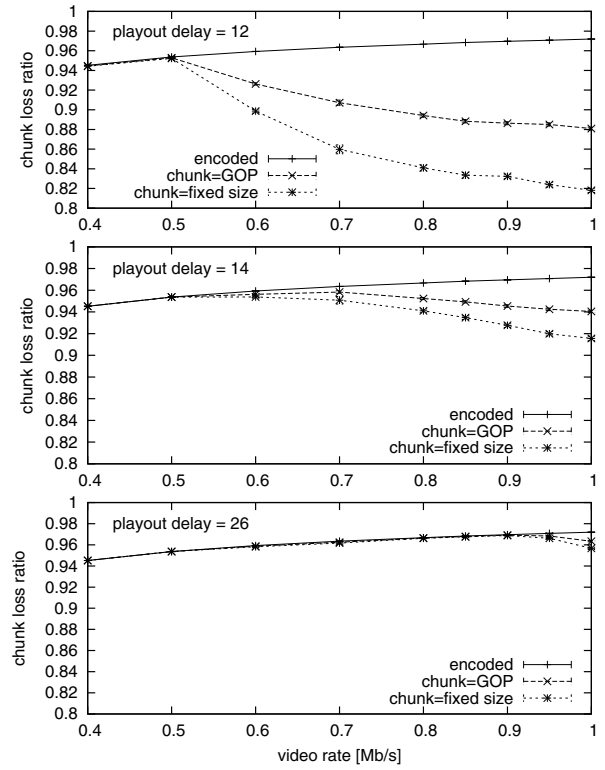 playout delay = 12
chunk loss ratio
1
0.98
0.96
0.94
0.92
0.9
0.88
0.86
0.84
0.82
0.8
encoded
chunk=GOP
chunk=fixed size
0.4 0.5 0.6 0.7 0.8 0.9 1
playout delay = 14
chunk loss ratio
1
0.98
0.96
0.94
0.92
0.9
0.88
0.86
0.84
0.82
0.8
encoded
chunk=GOP
chunk=fixed size
0.4 0.5 0.6 0.7 0.8 0.9 1
playout delay = 26
chunk loss ratio
1
0.98
0.96
0.94
0.92
0.9
0.88
0.86
0.84
0.82
0.8
encoded
chunk=GOP
chunk=fixed size
0.4 0.5 0.6 0.7 0.8 0.9 1
video rate [Mb/s]